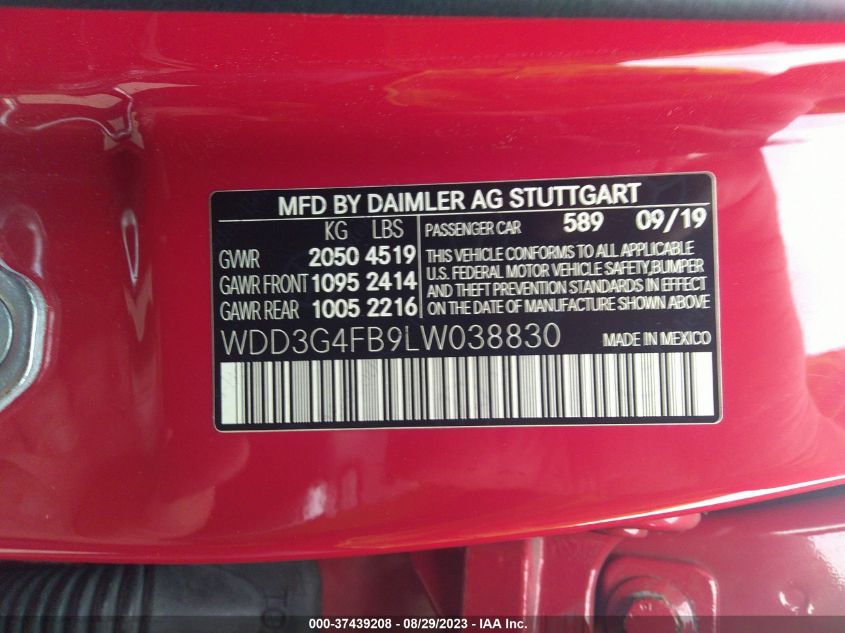 MFD BY DAIMLER AG STUTTGART
KG LBS
GVWR 2050 4519
GAWR FRONT 1095 2414
GAWR REAR 1005 2216
PASSENGER CAR 589 09/19
THIS VEHICLE CONFORMS TO ALL APPLICABLE
U.S. FEDERAL MOTOR VEHICLE SAFETY,BUMPER
AND THEFT PREVENTION STANDARDS IN EFFECT
ON THE DATE OF MANUFACTURE SHOWN ABOVE
WDD3G4FB9LW038830 MADE IN MEXICO
000-37439208 - 08/29/2023 - IAA Inc.